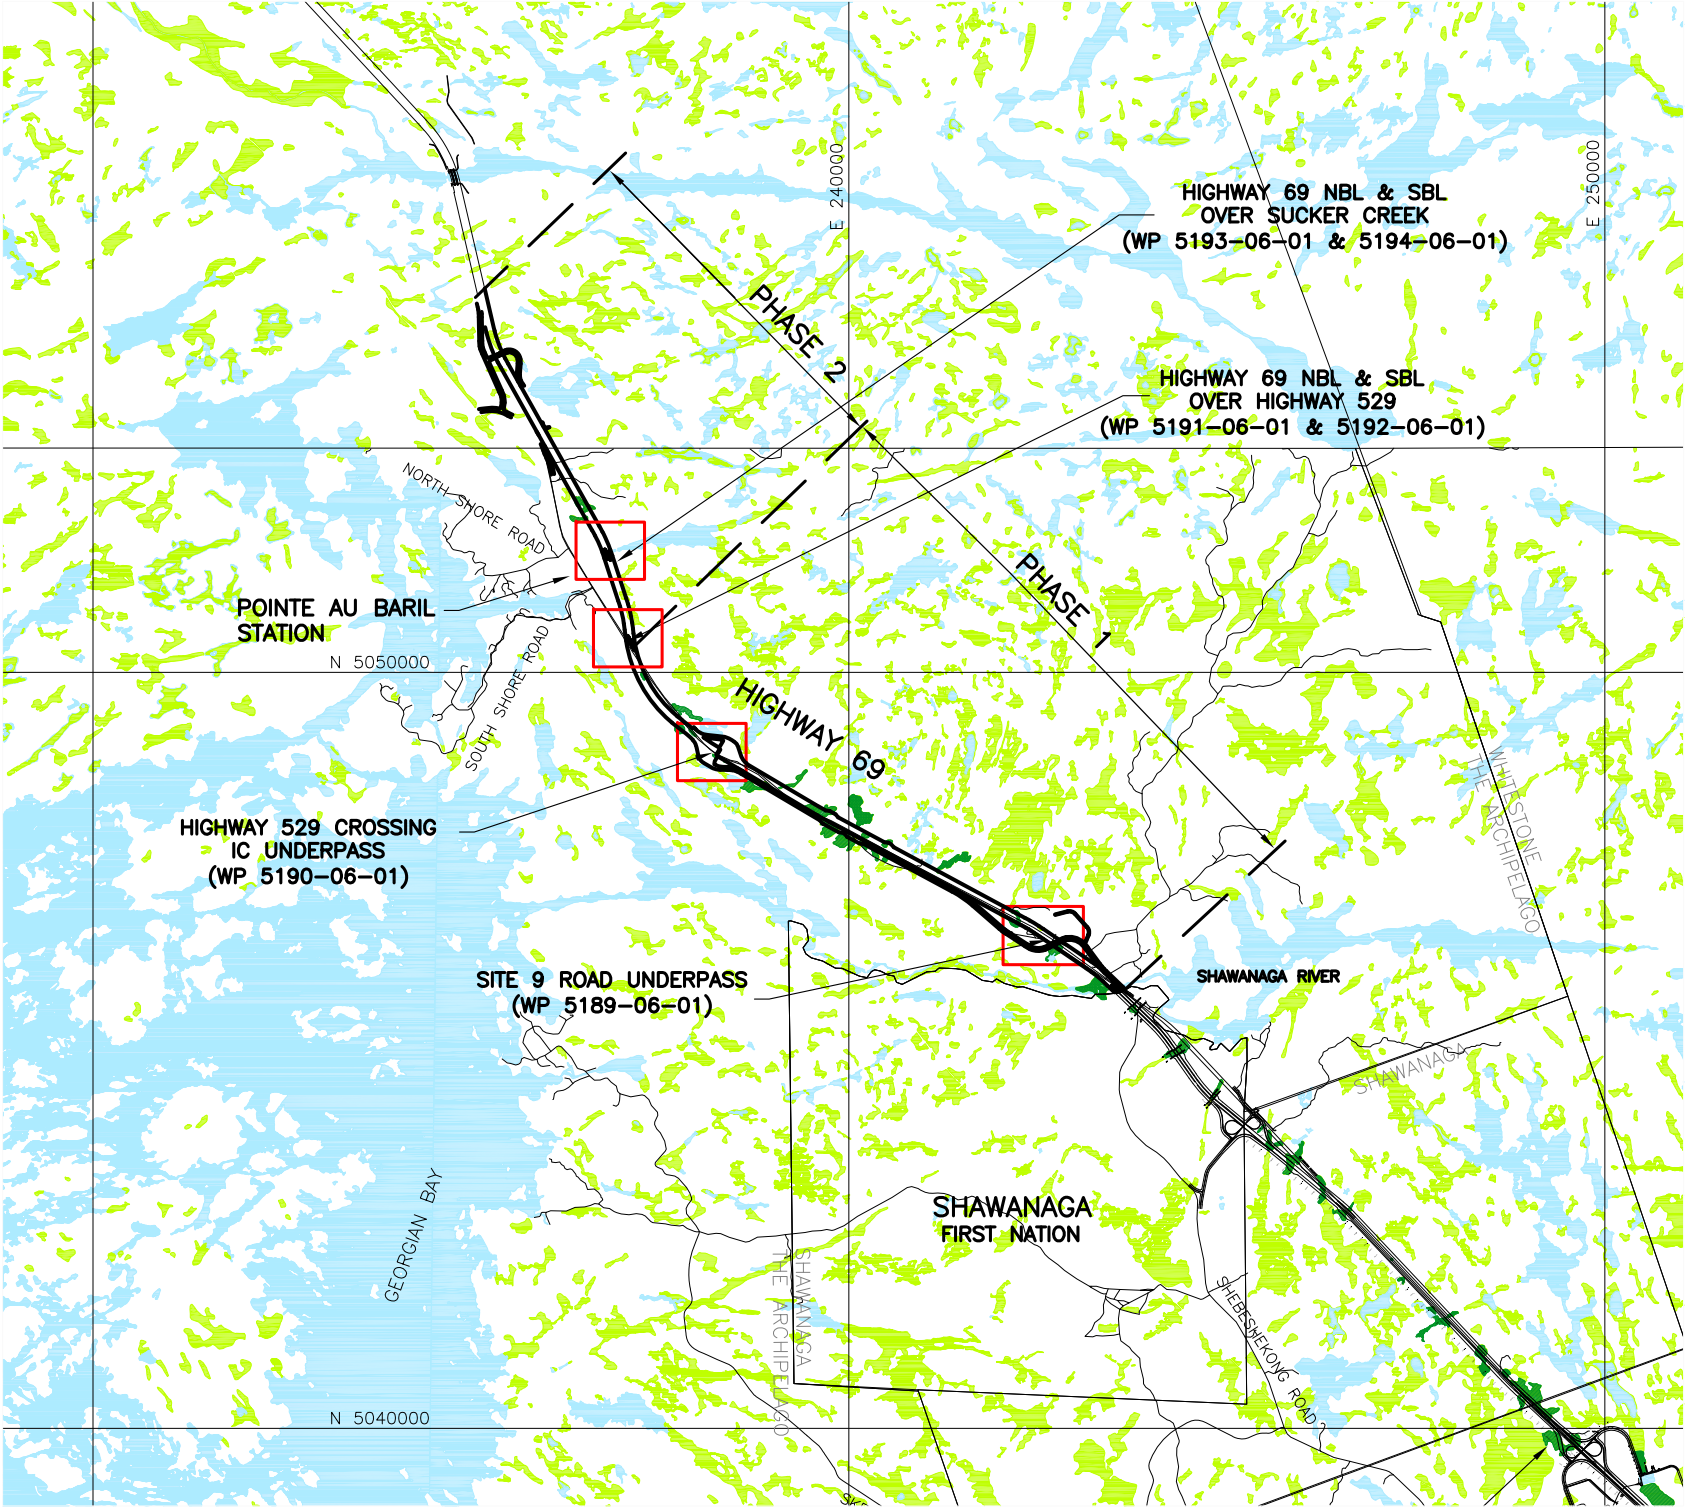 E 240000
E 250000
HIGHWAY 69 NBL & SBL
OVER SUCKER CREEK
(WP 5193-06-01 & 5194-06-01)
PHASE 2
HIGHWAY 69 NBL & SBL
OVER HIGHWAY 529
(WP 5191-06-01 & 5192-06-01)
NORTH SHORE ROAD
PHASE 1
POINTE AU BARIL
STATION
N 5050000
SOUTH SHORE ROAD
HIGHWAY 69
WHITESTONE
THE ARCHIPELAGO
HIGHWAY 529 CROSSING
IC UNDERPASS
(WP 5190-06-01)
SITE 9 ROAD UNDERPASS
(WP 5189-06-01)
SHAWANAGA RIVER
SHAWANAGA
GEORGIAN BAY
SHAWANAGA
FIRST NATION
SHAWANAGA
THE ARCHIPELAGO
SHEBESHEKONG ROAD
N 5040000